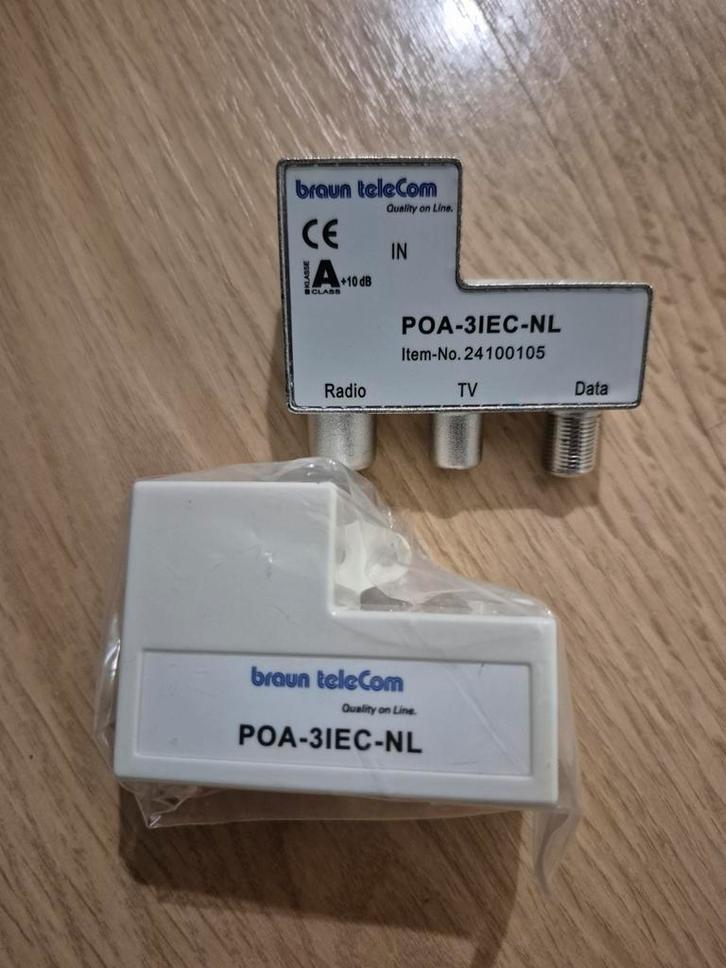 braun teleCom
Quality on Line.
CE
IN
KLASSE
A +10 dB
CLASS
POA-3IEC-NL
Item-No. 24100105
Radio TV Data
braun teleCom
Quality on Line.
POA-3IEC-NL